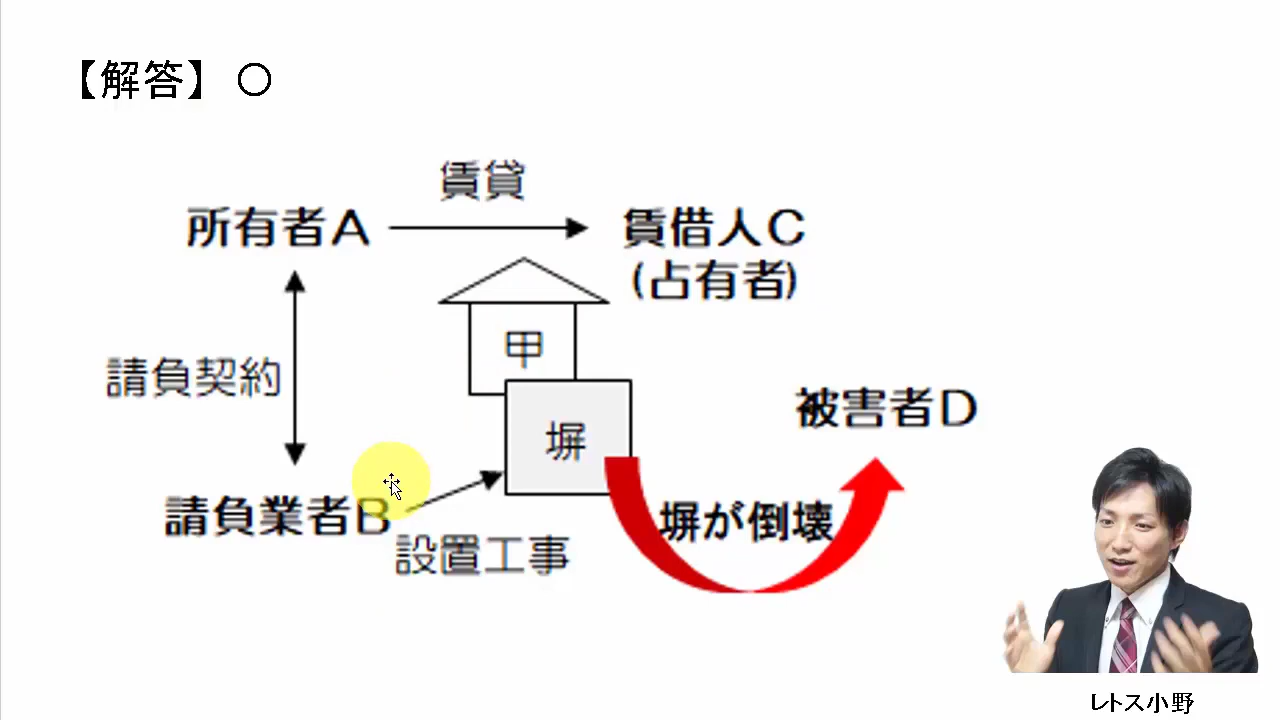 【解答】 〇
賃貸
所有者A
賃借人C
(占有者)
甲
請負契約
被害者D
塀
請負業者B
塀が倒壊
設置工事
レトス小野